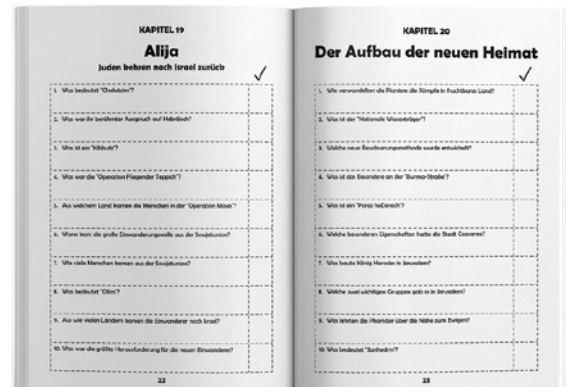 KAPITEL 19
Alija
Juden kehren nach Israel zurück
1. Was bedeutet "Chalutzim"?
2. Was war ihr berühmter Ausspruch auf Hebräisch?
3. Was ist ein "Kibbutz"?
4. Was war die "Operation Fliegender Teppich"?
5. Aus welchem Land kamen die Menschen in der "Operation Moses"?
6. Wann kam die große Einwanderungswelle aus der Sowjetunion?
7. Wie viele Menschen kamen aus der Sowjetunion?
8. Was bedeutet "Olim"?
9. Aus wie vielen Ländern kamen die Einwanderer nach Israel?
10. Was war die größte Herausforderung für die neuen Einwanderer?
22
KAPITEL 20
Der Aufbau der neuen Heimat
1. Wie verwandelten die Pioniere die Sümpfe in fruchtbares Land?
2. Was ist der "Nationale Wasserträger"?
3. Welche neue Bewässerungsmethode wurde entwickelt?
4. Was ist das Besondere an der "Burma-Straße"?
5. Was ist ein "Parez haDerech"?
6. Welche besonderen Eigenschaften hatte die Stadt Caesarea?
7. Was baute König Herodes in Jerusalem?
8. Welche zwei wichtigen Gruppen gab es in Jerusalem?
9. Was lehrten die Pharisäer über die Nähe zum Ewigen?
10. Was bedeutet "Sanhedrin"?
23